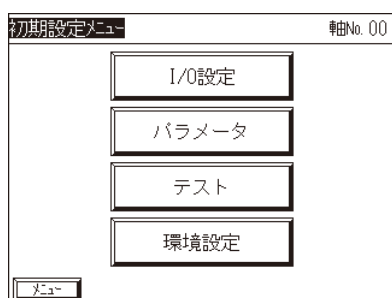 初期設定メニュー 軸No. 00
I/O設定
パラメータ
テスト
環境設定
メニュー